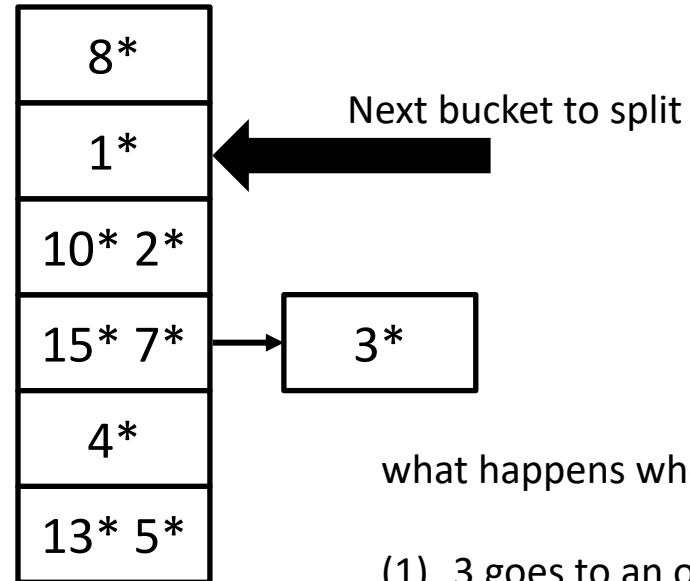 8*
Next bucket to split
1*
10* 2*
15* 7*
3*
4*
what happens
13* 5*
(1) 3 goes to an